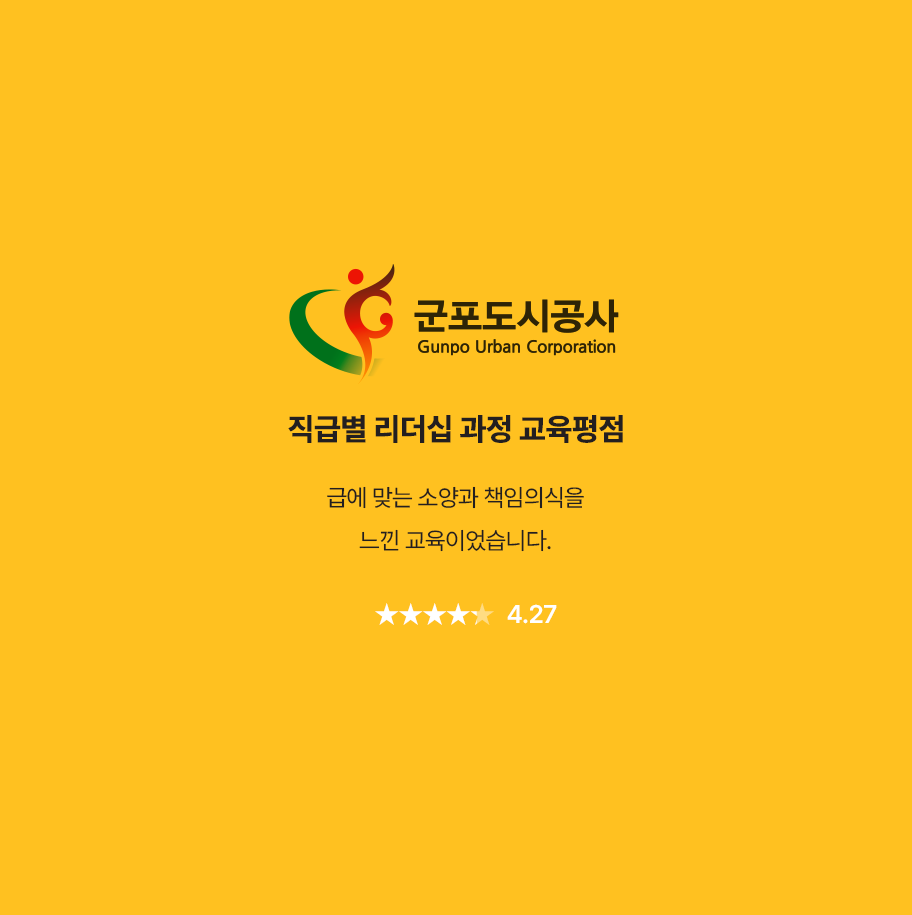 군포도시공사
Gunpo Urban Corporation
직급별 리더십 과정 교육평점
급에 맞는 소양과 책임의식을
느낀 교육이었습니다.
★★★★★ 4.27